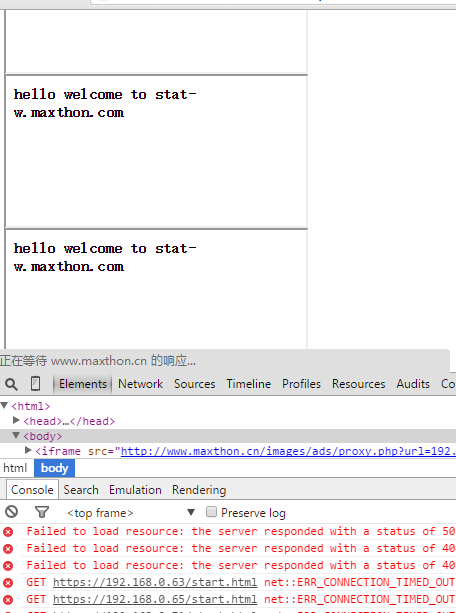 hello welcome to stat-
w.maxthon.com
hello welcome to stat-
w.maxthon.com
正在等待 www.maxthon.cn 的响应...
Elements Network Sources Timeline Profiles Resources Audits Co
<html>
<head>…</head>
<body>
<iframe src="http://www.maxthon.cn/images/ads/proxy.php?url=192.
html body
Console Search Emulation Rendering
<top frame> Preserve log
Failed to load resource: the server responded with a status of 50
Failed to load resource: the server responded with a status of 40
Failed to load resource: the server responded with a status of 40
GET https://192.168.0.63/start.html net::ERR_CONNECTION_TIMED_OUT
GET https://192.168.0.65/start.html net::ERR_CONNECTION_TIMED_OUT